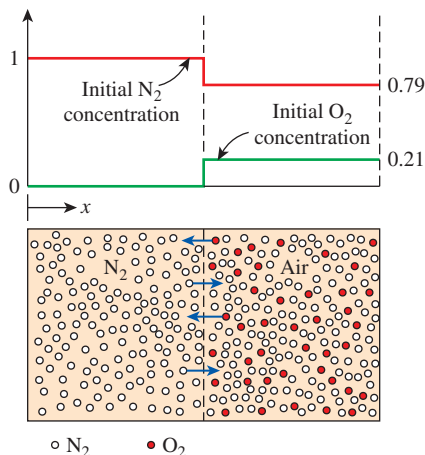 1
Initial N₂
concentration
Initial O₂
concentration
0.79
0.21
0
x
N₂
Air
N₂
O₂